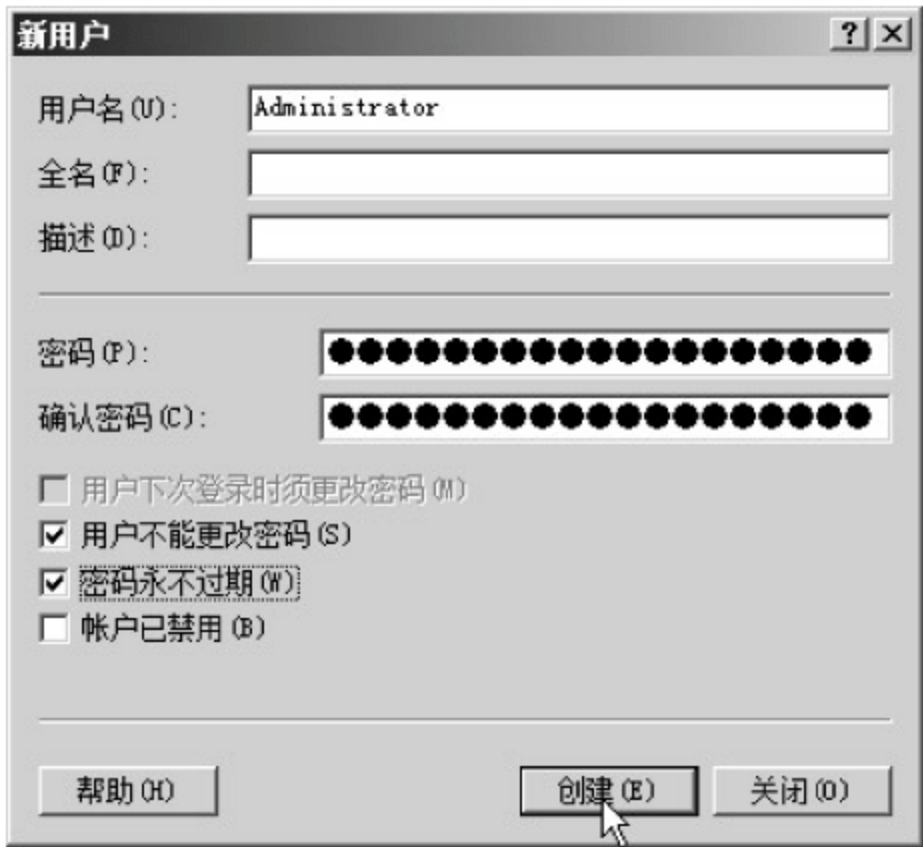 新用户
用户名(U): Administrator
全名(F):
描述(D):
密码(P): ●●●●●●●●●●●●●●●●●●●
确认密码(C): ●●●●●●●●●●●●●●●●●●●
用户下次登录时须更改密码(M)
用户不能更改密码(S)
密码永不过期(W)
帐户已禁用(B)
帮助(H) 创建(E) 关闭(O)